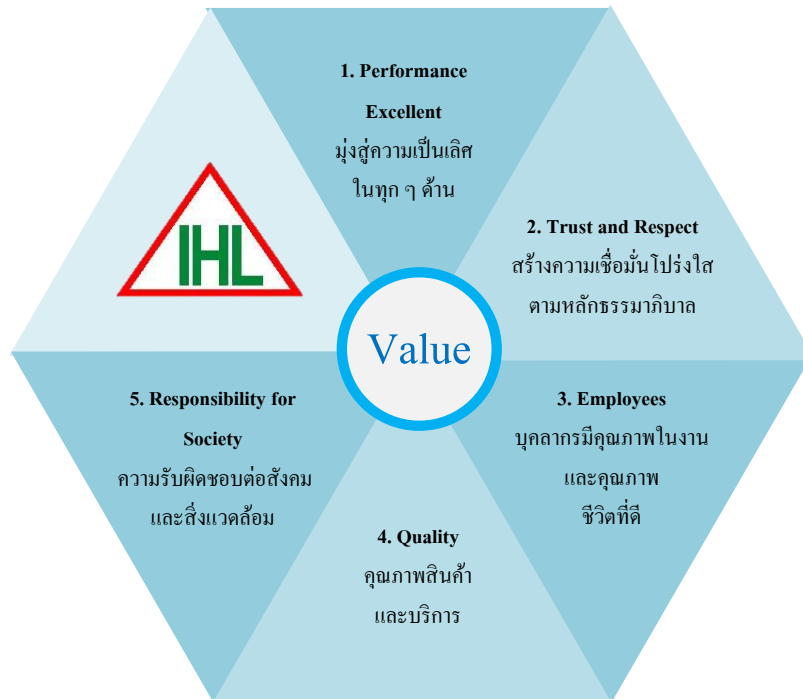 1. Performance
Excellent
มุ่งสู่ความเป็นเลิศ
ในทุก ๆ ด้าน
IHL
2. Trust and Respect
สร้างความเชื่อมั่นโปร่งใส
ตามหลักธรรมาภิบาล
Value
3. Employees
บุคลากรมีคุณภาพในงาน
และคุณภาพ
ชีวิตที่ดี
4. Quality
คุณภาพสินค้า
และบริการ
5. Responsibility for
Society
ความรับผิดชอบต่อสังคม
และสิ่งแวดล้อม